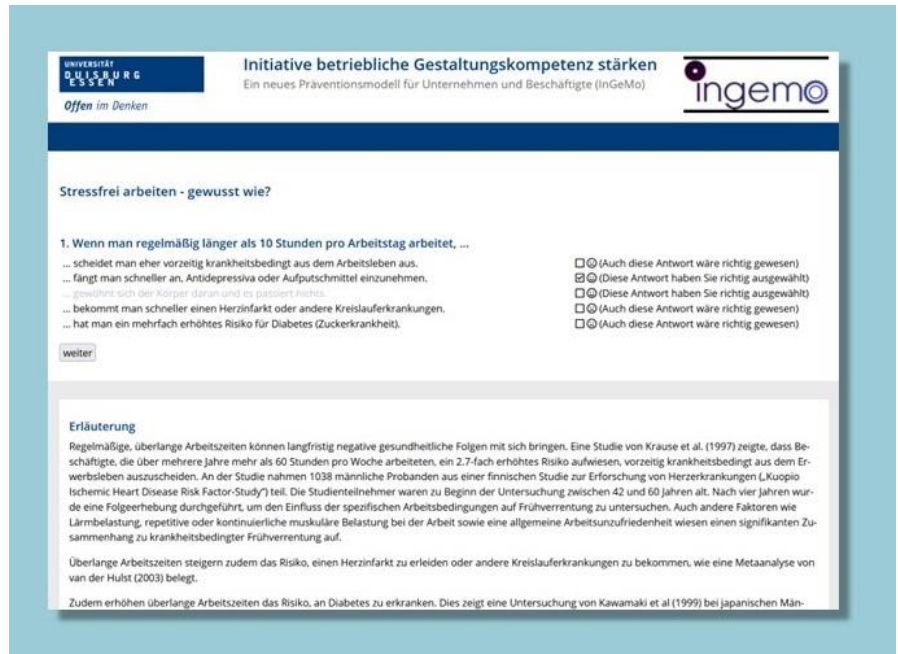 UNIVERSITÄT
DUISBURG
ESSEN
Offen im Denken
Initiative betriebliche Gestaltungskompetenz stärken
Ein neues Präventionsmodell für Unternehmen und Beschäftigte (InGeMo)
ingemo
Stressfrei arbeiten - gewusst wie?
1. Wenn man regelmäßig länger als 10 Stunden pro Arbeitstag arbeitet, ...
... scheidet man eher vorzeitig krankheitsbedingt aus dem Arbeitsleben aus. (Auch diese Antwort wäre richtig gewesen)
... fängt man schneller an, Antidepressiva oder Aufputschmittel einzunehmen. (Diese Antwort haben Sie richtig ausgewählt)
... gewöhnt sich der Körper daran und es passiert nichts. (Diese Antwort haben Sie richtig ausgewählt)
... bekommt man schneller einen Herzinfarkt oder andere Kreislauferkrankungen. (Auch diese Antwort wäre richtig gewesen)
... hat man ein mehrfach erhöhtes Risiko für Diabetes (Zuckerkrankheit). (Auch diese Antwort wäre richtig gewesen)
weiter
Erläuterung
Regelmäßige, überlange Arbeitszeiten können langfristig negative gesundheitliche Folgen mit sich bringen. Eine Studie von Krause et al. (1997) zeigte, dass Be-
schäftigte, die über mehrere Jahre mehr als 60 Stunden pro Woche arbeiteten, ein 2.7-fach erhöhtes Risiko aufwiesen, vorzeitig krankheitsbedingt aus dem Er-
werbsleben auszuscheiden. An der Studie nahmen 1038 männliche Probanden aus einer finnischen Studie zur Erforschung von Herzerkrankungen („Kuopio
Ischemic Heart Disease Risk Factor-Study“) teil. Die Studienteilnehmer waren zu Beginn der Untersuchung zwischen 42 und 60 Jahren alt. Nach vier Jahren wur-
de eine Folgeerhebung durchgeführt, um den Einfluss der spezifischen Arbeitsbedingungen auf Frühverrentung zu untersuchen. Auch andere Faktoren wie
Lärmbelastung, repetitive oder kontinuierliche muskuläre Belastung bei der Arbeit sowie eine allgemeine Arbeitsunzufriedenheit wiesen einen signifikanten Zu-
sammenhang zu krankheitsbedingter Frühverrentung auf.
Überlange Arbeitszeiten steigern zudem das Risiko, einen Herzinfarkt zu erleiden oder andere Kreislauferkrankungen zu bekommen, wie eine Metaanalyse von
van der Hulst (2003) belegt.
Zudem erhöhen überlange Arbeitszeiten das Risiko, an Diabetes zu erkranken. Dies zeigt eine Untersuchung von Kawamaki et al (1999) bei japanischen Män-